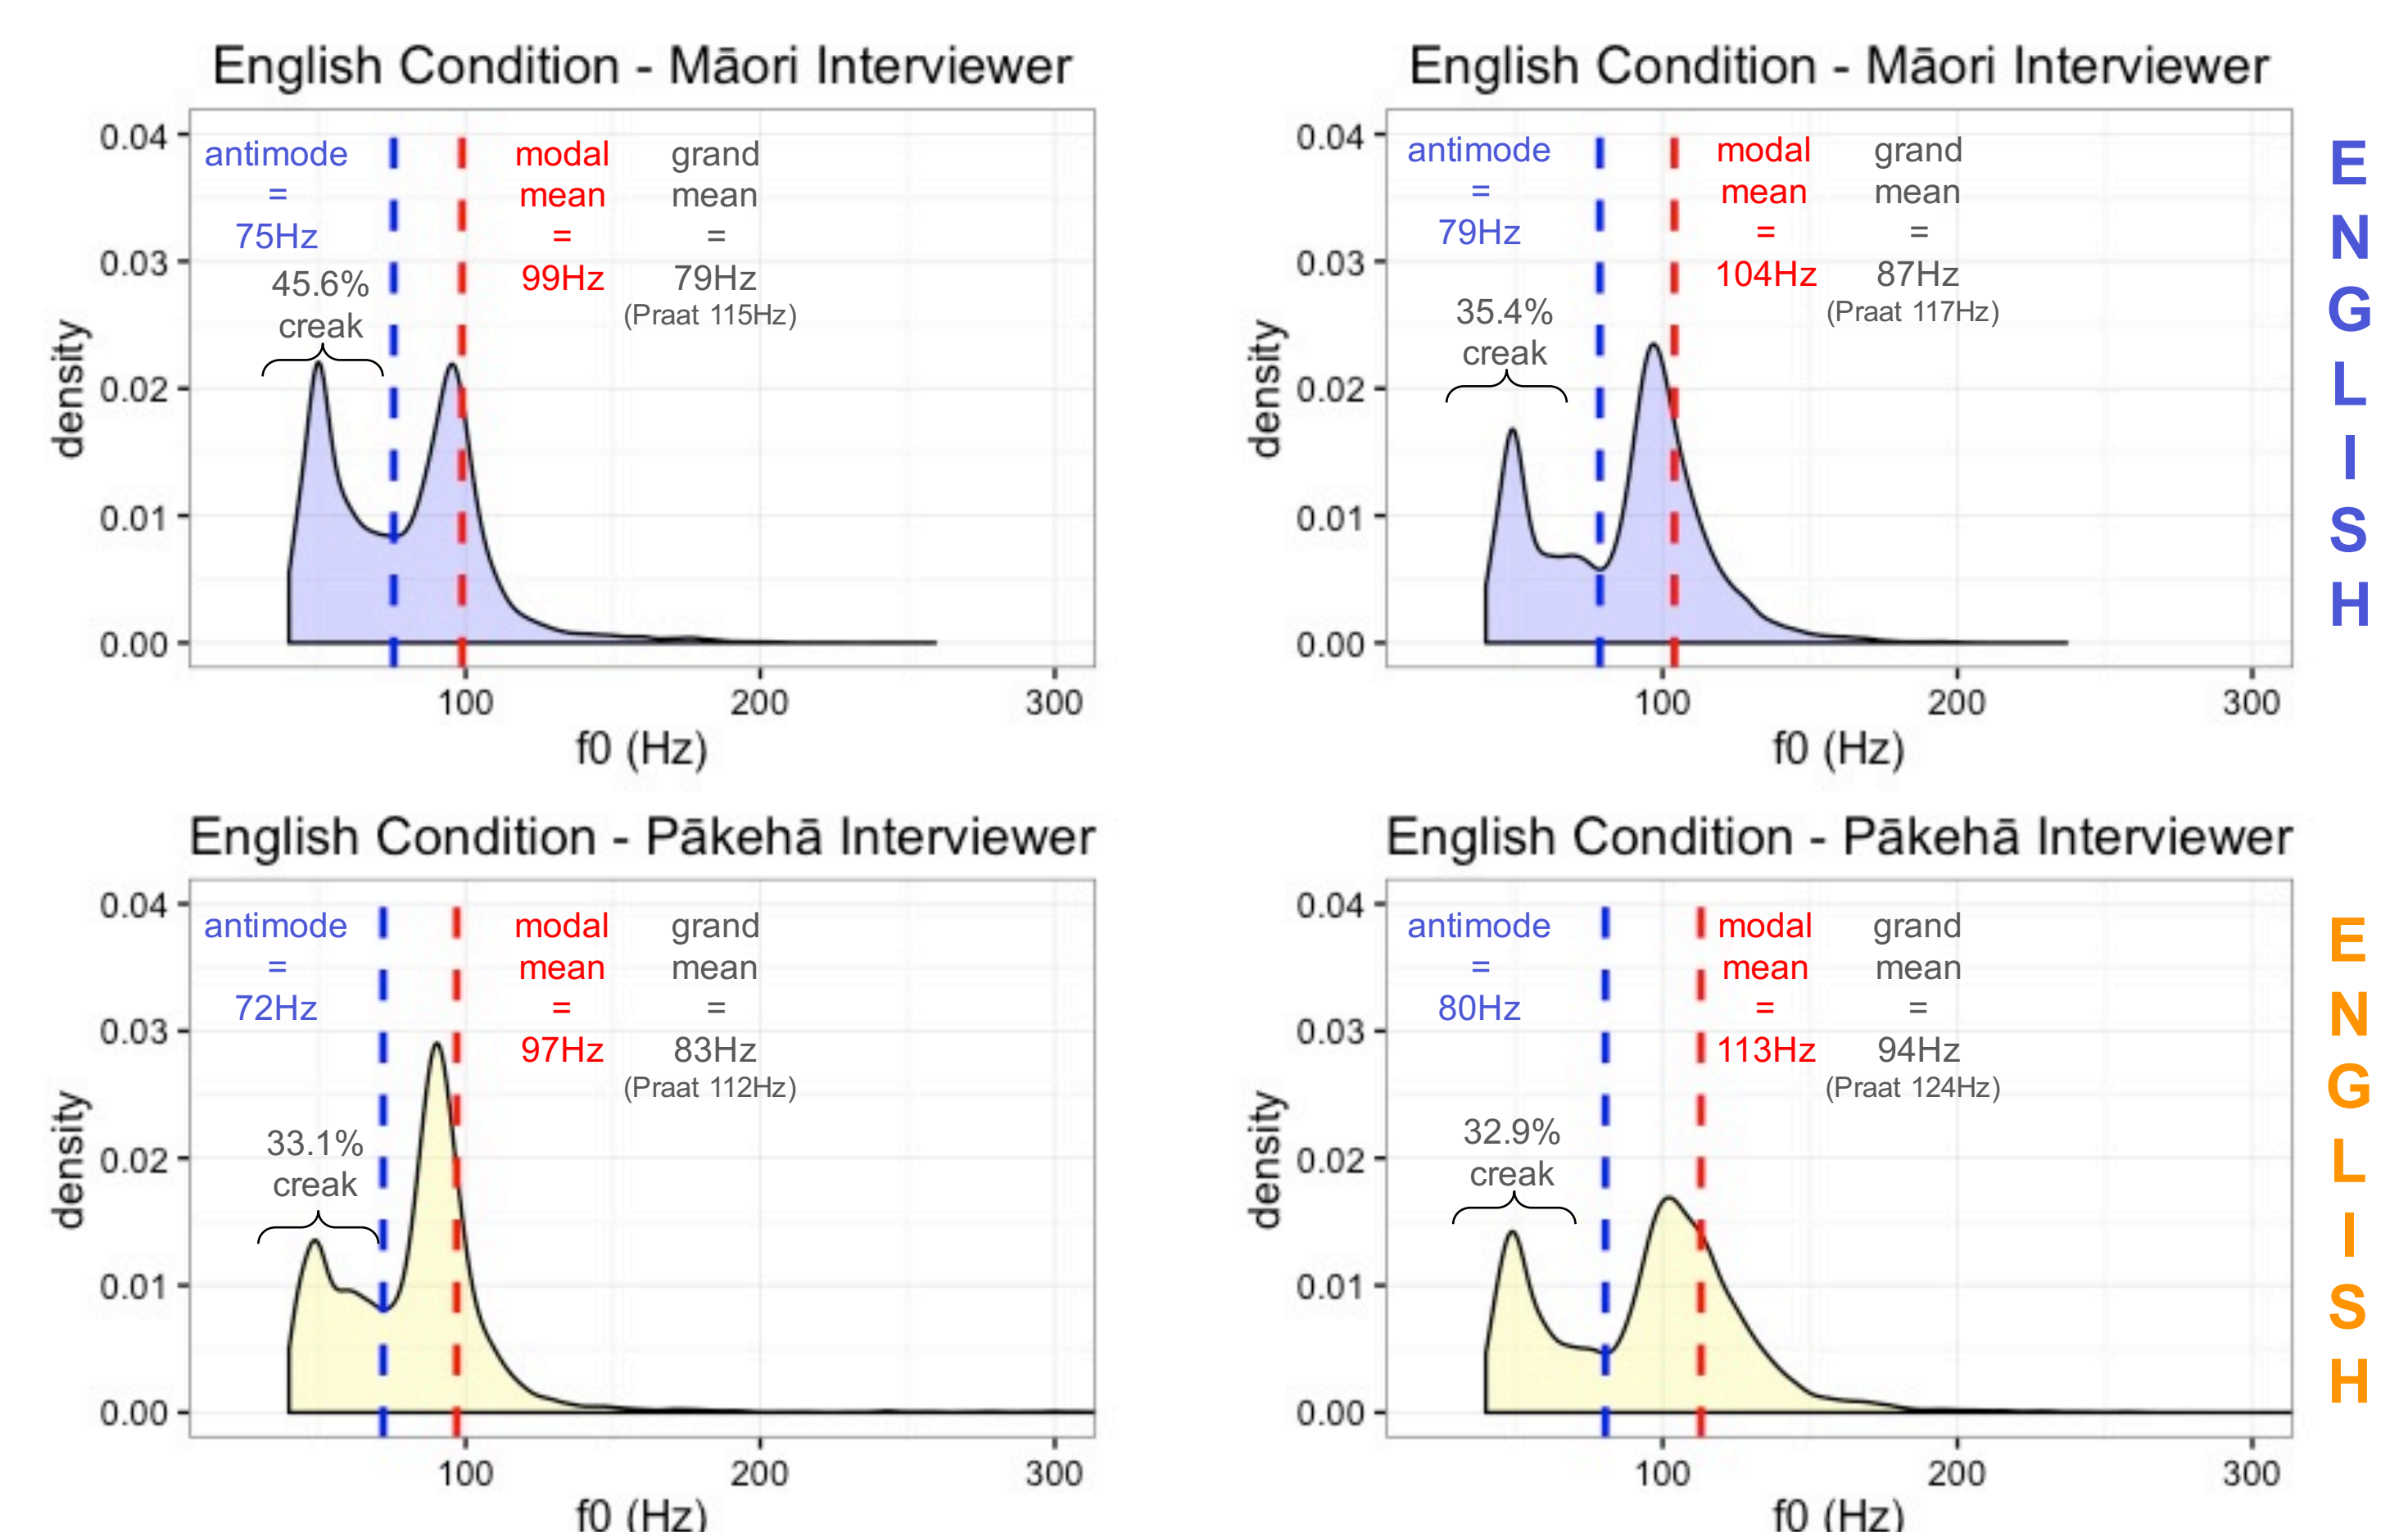 English Condition - Māori Interviewer
0.04
0.03
0.02
0.01
0.00
density
antimode
=
75Hz
45.6%
creak
modal
mean
=
99Hz
grand
mean
=
79Hz
(Praat 115Hz)
100
200
300
f0 (Hz)
English Condition - Māori Interviewer
0.04
0.03
0.02
0.01
0.00
density
antimode
=
79Hz
35.4%
creak
modal
mean
=
104Hz
grand
mean
=
87Hz
(Praat 117Hz)
100
200
300
f0 (Hz)
E
N
G
L
I
S
H
English Condition - Pākehā Interviewer
0.04
0.03
0.02
0.01
0.00
density
antimode
=
72Hz
33.1%
creak
modal
mean
=
97Hz
grand
mean
=
83Hz
(Praat 112Hz)
100
200
300
f0 (Hz)
English Condition - Pākehā Interviewer
0.04
0.03
0.02
0.01
0.00
density
antimode
=
80Hz
32.9%
creak
modal
mean
=
113Hz
grand
mean
=
94Hz
(Praat 124Hz)
100
200
300
f0 (Hz)
E
N
G
L
I
S
H